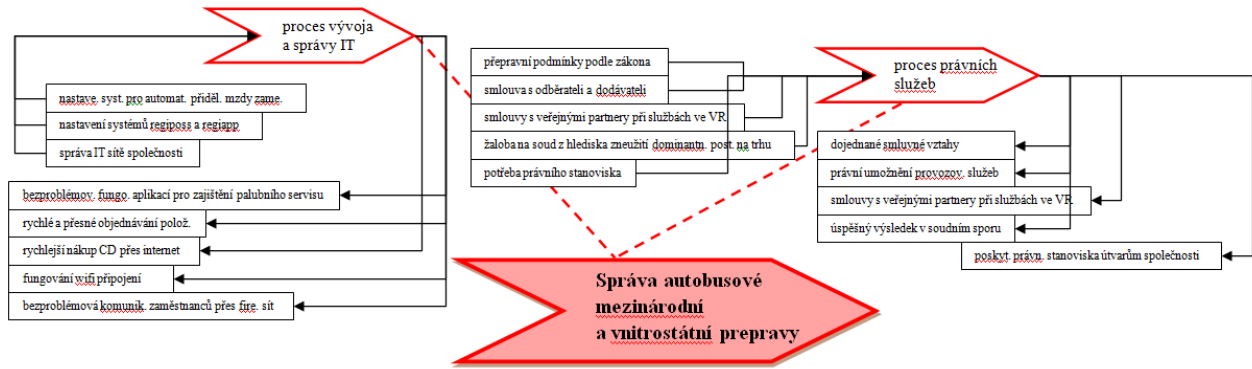 proces vývoja
a správy IT
nastave. syst. pro automat. příděl. mzdy zame.
nastavení systémů regiposs a regiapp
správa IT sítě společnosti
bezproblémov. fungo. aplikací pro zajištění palubního servisu
rychlé a přesné objednávání polož.
rychlejší nákup CD přes internet
fungování wifi připojení
bezproblémová komunik. zaměstnanců přes fire. sít
přepravní podmínky podle zákona
smlouva s odběrateli a dodávateli
smlouvy s veřejnými partnery při službách ve VR.
žaloba na soud z hlediska zneužití dominantn. post. na trhu
potřeba právního stanoviska
proces právních
služeb
dojednané smluvné vztahy
právní umožnění provozov. služeb
smlouvy s veřejnými partnery při službách ve VR
úspěšný výsledek v soudním sporu
poskyt. právn. stanoviska útvarům společnosti
Správa autobusové
mezinárodní
a vnitrostátní prepravy